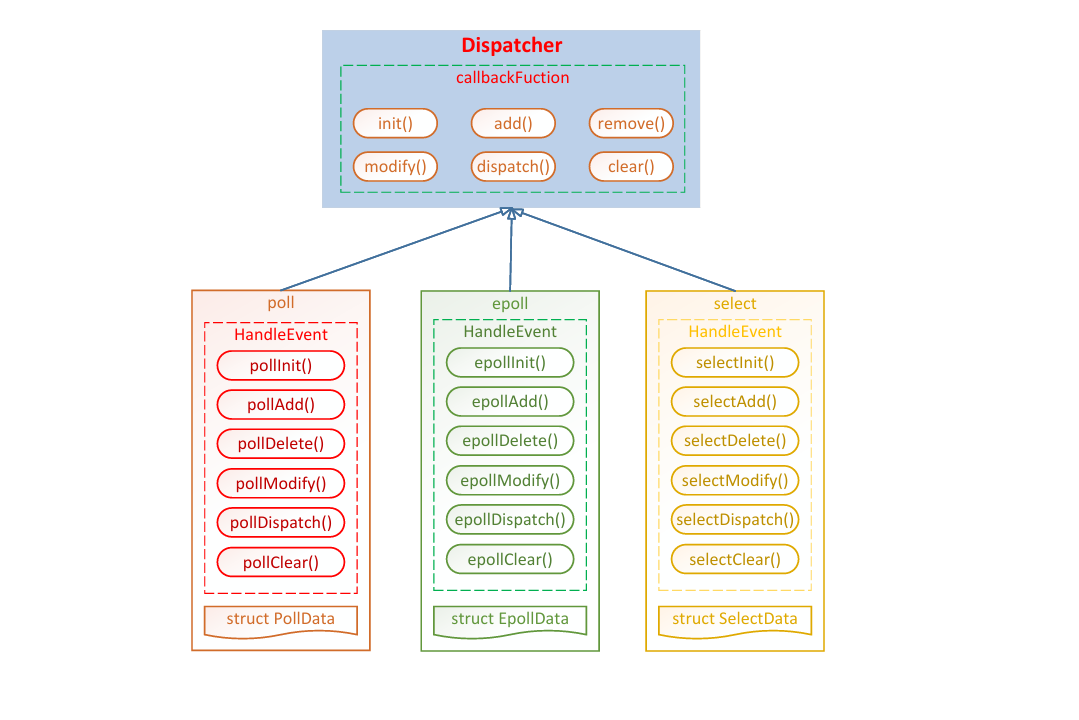 Dispatcher
callbackFuction
init()
add()
remove()
modify()
dispatch()
clear()
poll
HandleEvent
pollInit()
pollAdd()
pollDelete()
pollModify()
pollDispatch()
pollClear()
struct PollData
epoll
HandleEvent
epollInit()
epollAdd()
epollDelete()
epollModify()
epollDispatch()
epollClear()
struct EpollData
select
HandleEvent
selectInit()
selectAdd()
selectDelete()
selectModify()
selectDispatch()
selectClear()
struct SelectData